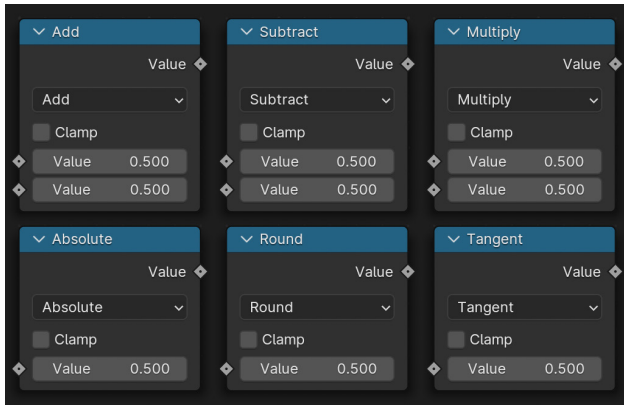 Add
Subtract
Multiply
Value
Value
Value
Add
Subtract
Multiply
Clamp
Clamp
Clamp
Value 0.500
Value 0.500
Value 0.500
Value 0.500
Value 0.500
Value 0.500
Absolute
Round
Tangent
Value
Value
Value
Absolute
Round
Tangent
Clamp
Clamp
Clamp
Value 0.500
Value 0.500
Value 0.500